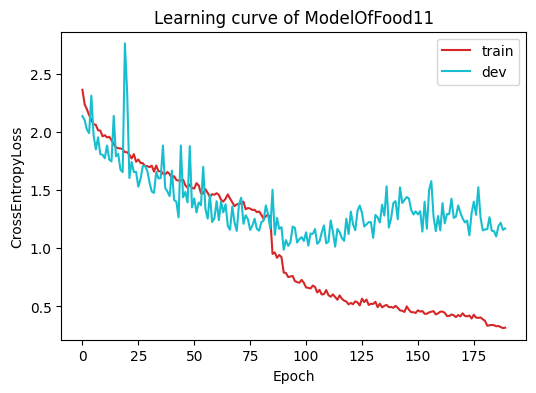 Learning curve of ModelOfFood11
train
dev
CrossEntropyLoss
2.5
2.0
1.5
1.0
0.5
0 25 50 75 100 125 150 175
Epoch